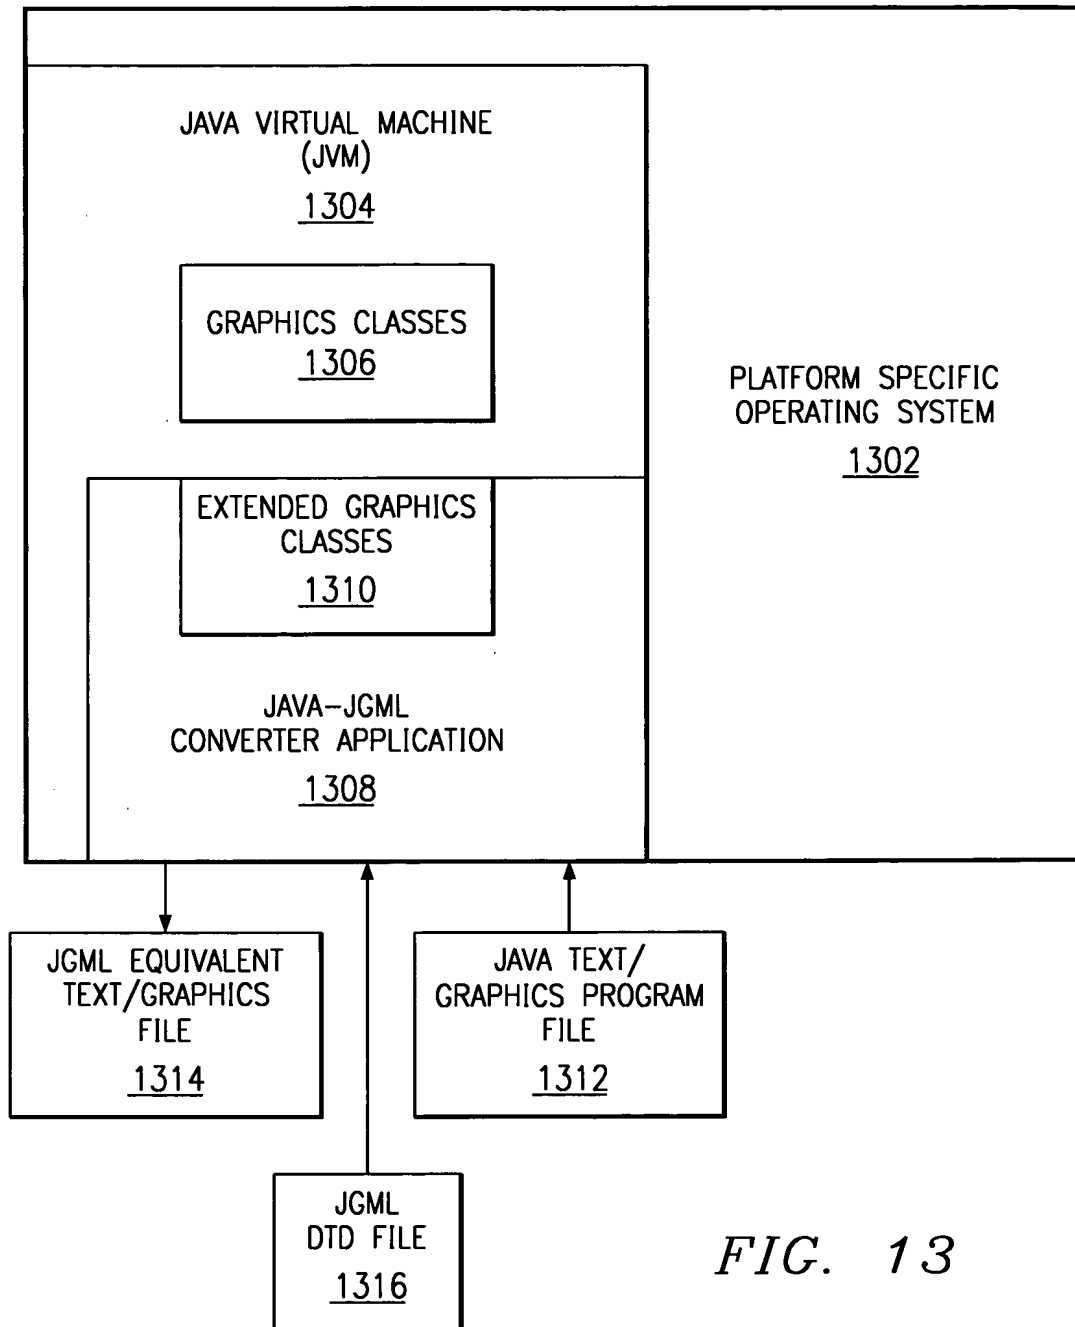 JAVA VIRTUAL MACHINE
(JVM)
1304
GRAPHICS CLASSES
1306
PLATFORM SPECIFIC
OPERATING SYSTEM
1302
EXTENDED GRAPHICS
CLASSES
1310
JAVA-JGML
CONVERTER APPLICATION
1308
JGML EQUIVALENT
TEXT/GRAPHICS
FILE
1314
JAVA TEXT/
GRAPHICS PROGRAM
FILE
1312
JGML
DTD FILE
1316
FIG. 13